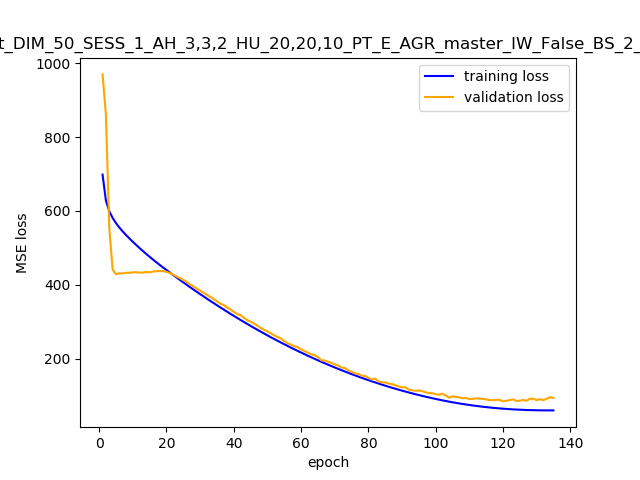 t_DIM_50_SESS_1_AH_3,3,2_HU_20,20,10_PT_E_AGR_master_IW_False_BS_2_
1000
800
600
400
200
MSE loss
training loss
validation loss
0 20 40 60 80 100 120 140
epoch